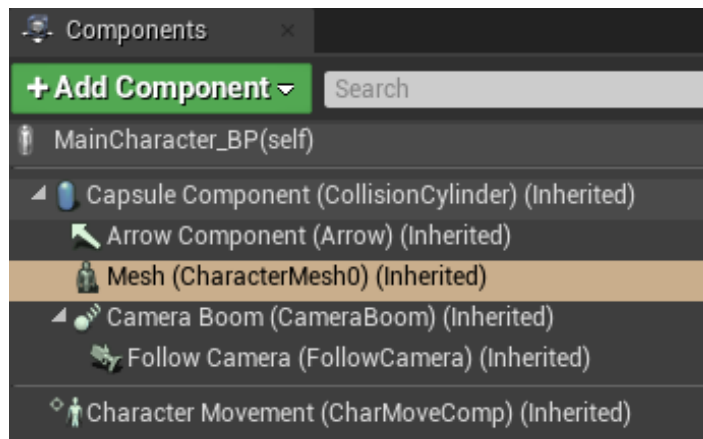 Components
+ Add Component
Search
MainCharacter_BP(self)
Capsule Component (CollisionCylinder) (Inherited)
Arrow Component (Arrow) (Inherited)
Mesh (CharacterMesh0) (Inherited)
Camera Boom (CameraBoom) (Inherited)
Follow Camera (FollowCamera) (Inherited)
Character Movement (CharMoveComp) (Inherited)